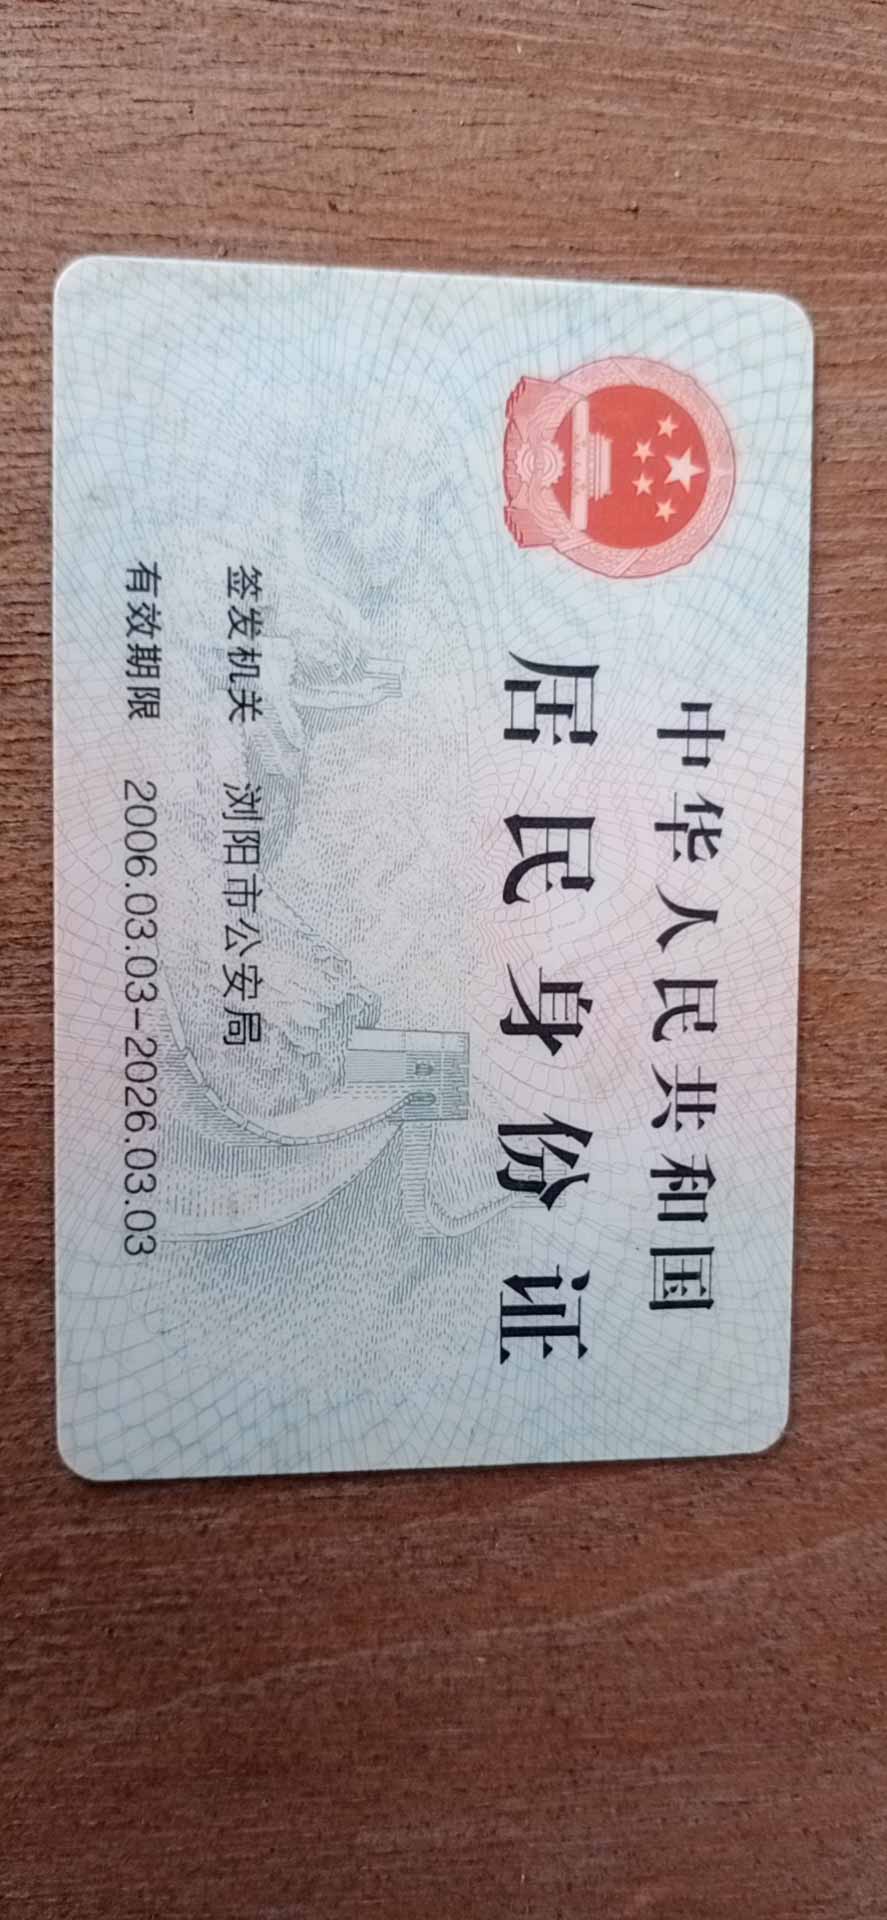 中华人民共和国
居民身份证
签发机关 浏阳市公安局
有效期限 2006.03.03-2026.03.03